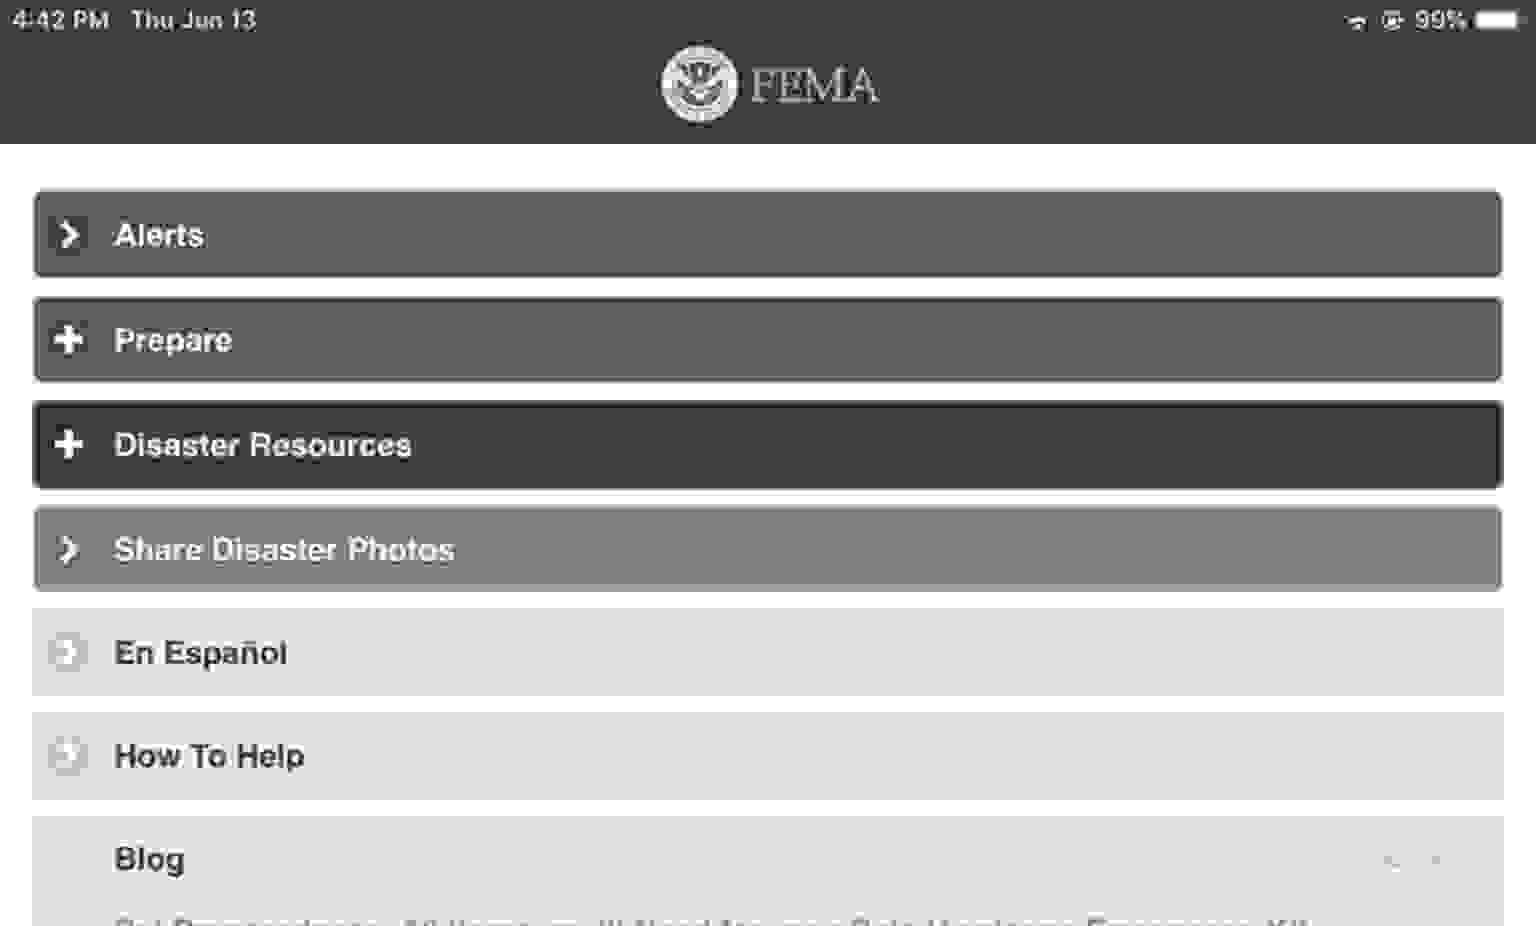 4:42 PM Thu Jun 13
99%
FEMA
Alerts
Prepare
Disaster Resources
Share Disaster Photos
En Español
How To Help
Blog